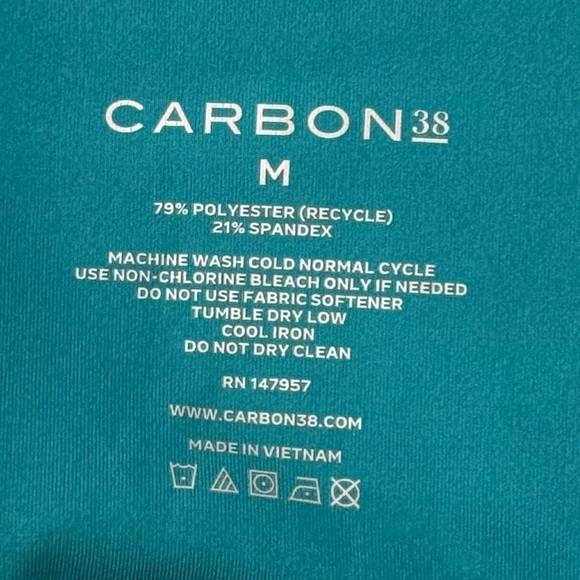 CARBON38
M
79% POLYESTER (RECYCLE)
21% SPANDEX
MACHINE WASH COLD NORMAL CYCLE
USE NON-CHLORINE BLEACH ONLY IF NEEDED
DO NOT USE FABRIC SOFTENER
TUMBLE DRY LOW
COOL IRON
DO NOT DRY CLEAN
RN 147957
WWW.CARBON38.COM
MADE IN VIETNAM